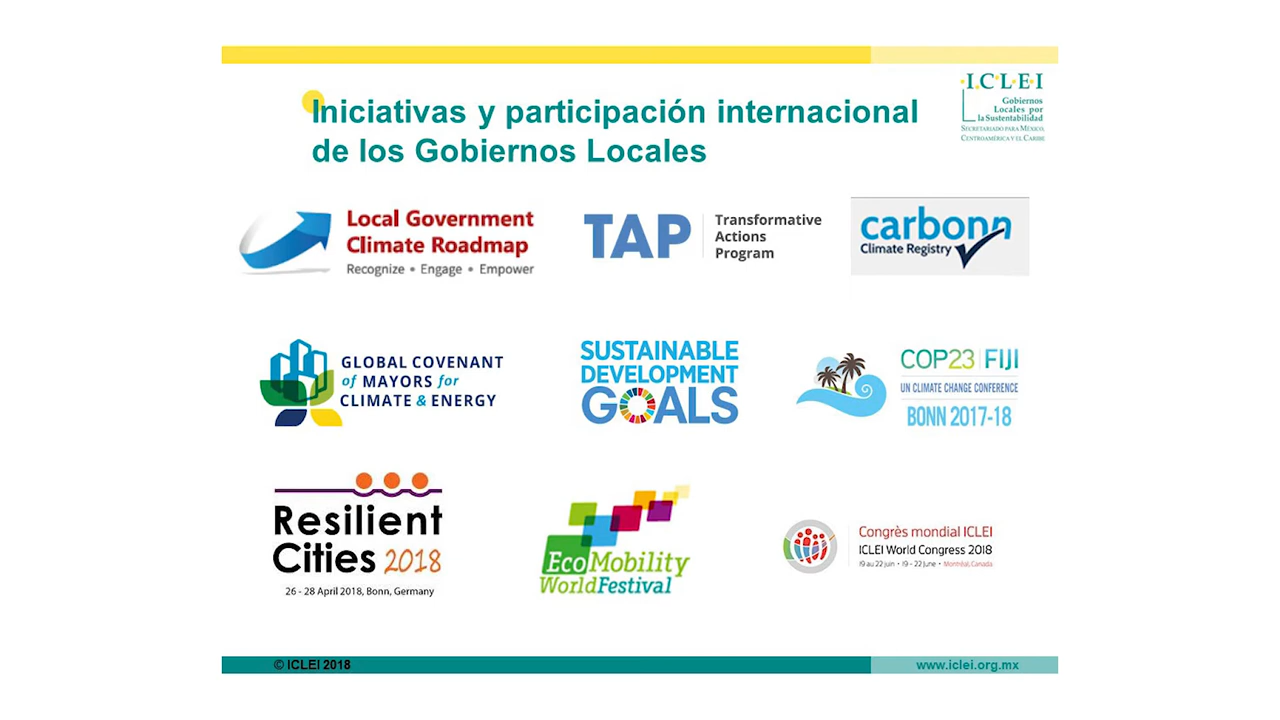 Iniciativas y participación internacional
de los Gobiernos Locales
I.C.L.E.I
Gobiernos
Locales por
la Sustentabilidad
SECRETARIADO PARA MÉXICO,
CENTROAMÉRICA Y EL CARIBE
Local Government
Climate Roadmap
Recognize • Engage • Empower
TAP
Transformative
Actions
Program
carbonn
Climate Registry
GLOBAL COVENANT
of MAYORS for
CLIMATE & ENERGY
SUSTAINABLE
DEVELOPMENT
GOALS
COP23 FIJI
UN CLIMATE CHANGE CONFERENCE
BONN 2017-18
Resilient
Cities 2018
26 - 28 April 2018, Bonn, Germany
EcoMobility
WorldFestival
Congrès mondial ICLEI
ICLEI World Congress 2018
19 au 22 juin • 19 - 22 June • Montréal, Canada
© ICLEI 2018
www.iclei.org.mx